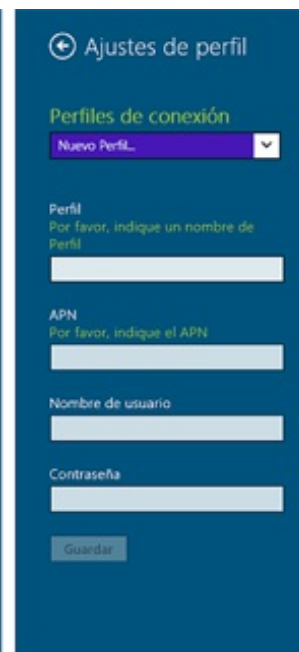 Ajustes de perfil
Perfiles de conexión
Nuevo Perfil...
Perfil
Por favor, indique un nombre de
Perfil
APN
Por favor, indique el APN
Nombre de usuario
Contraseña
Guardar